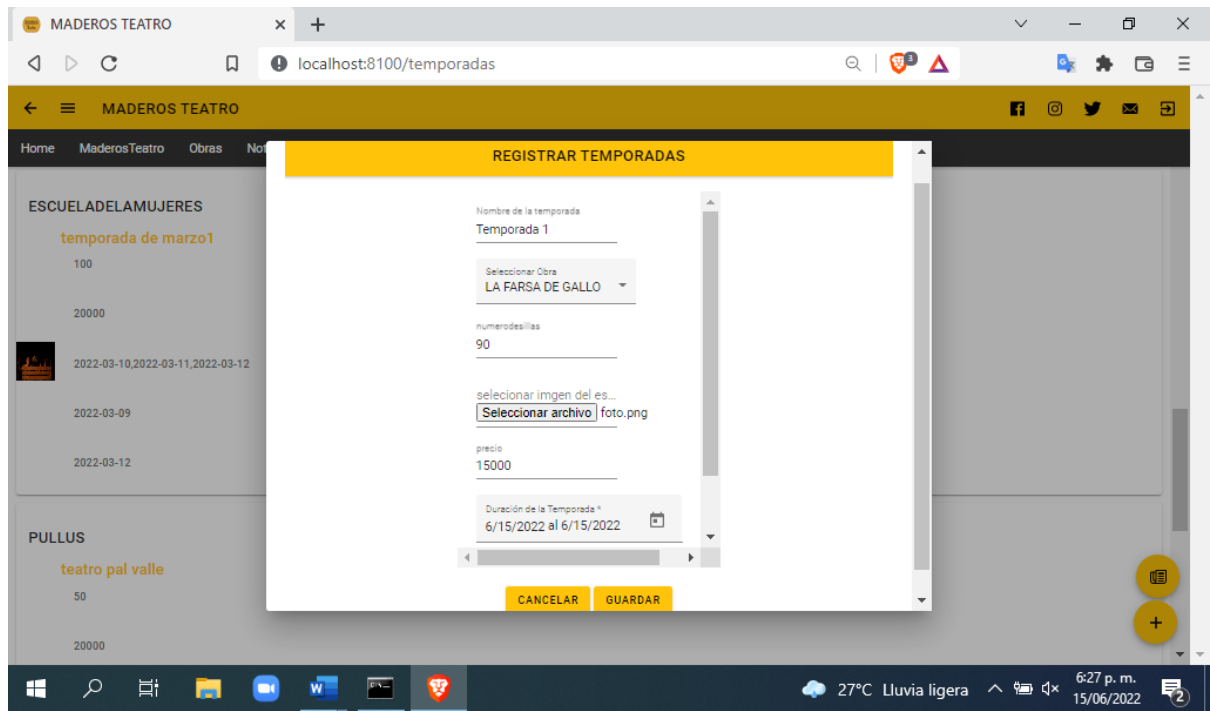 MADEROS TEATRO
localhost:8100/temporadas
3
MADEROS TEATRO
Home MaderosTeatro Obras Not
REGISTRAR TEMPORADAS
ESCUELADELAMUJERES
temporada de marzo1
100
20000
2022-03-10,2022-03-11,2022-03-12
2022-03-09
2022-03-12
PULLUS
teatro pal valle
50
20000
Nombre de la temporada
Temporada 1
Seleccionar Obra
LA FARSA DE GALLO
numerodesillas
90
selecionar imgen del es...
Seleccionar archivo foto.png
precio
15000
Duración de la Temporada *
6/15/2022 al 6/15/2022
CANCELAR GUARDAR
27°C Lluvia ligera
6:27 p. m.
15/06/2022
2